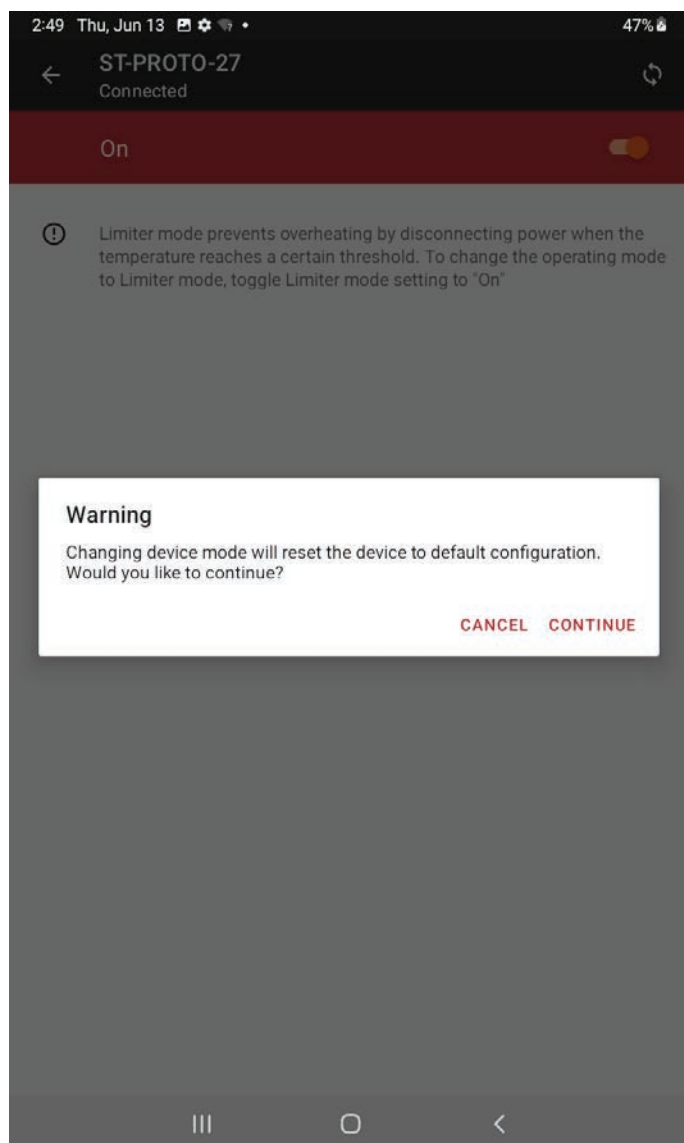 2:49 Thu, Jun 13 47%
ST-PROTO-27
Connected
On
Limiter mode prevents overheating by disconnecting power when the
temperature reaches a certain threshold. To change the operating mode
to Limiter mode, toggle Limiter mode setting to "On"
Warning
Changing device mode will reset the device to default configuration.
Would you like to continue?
CANCEL CONTINUE